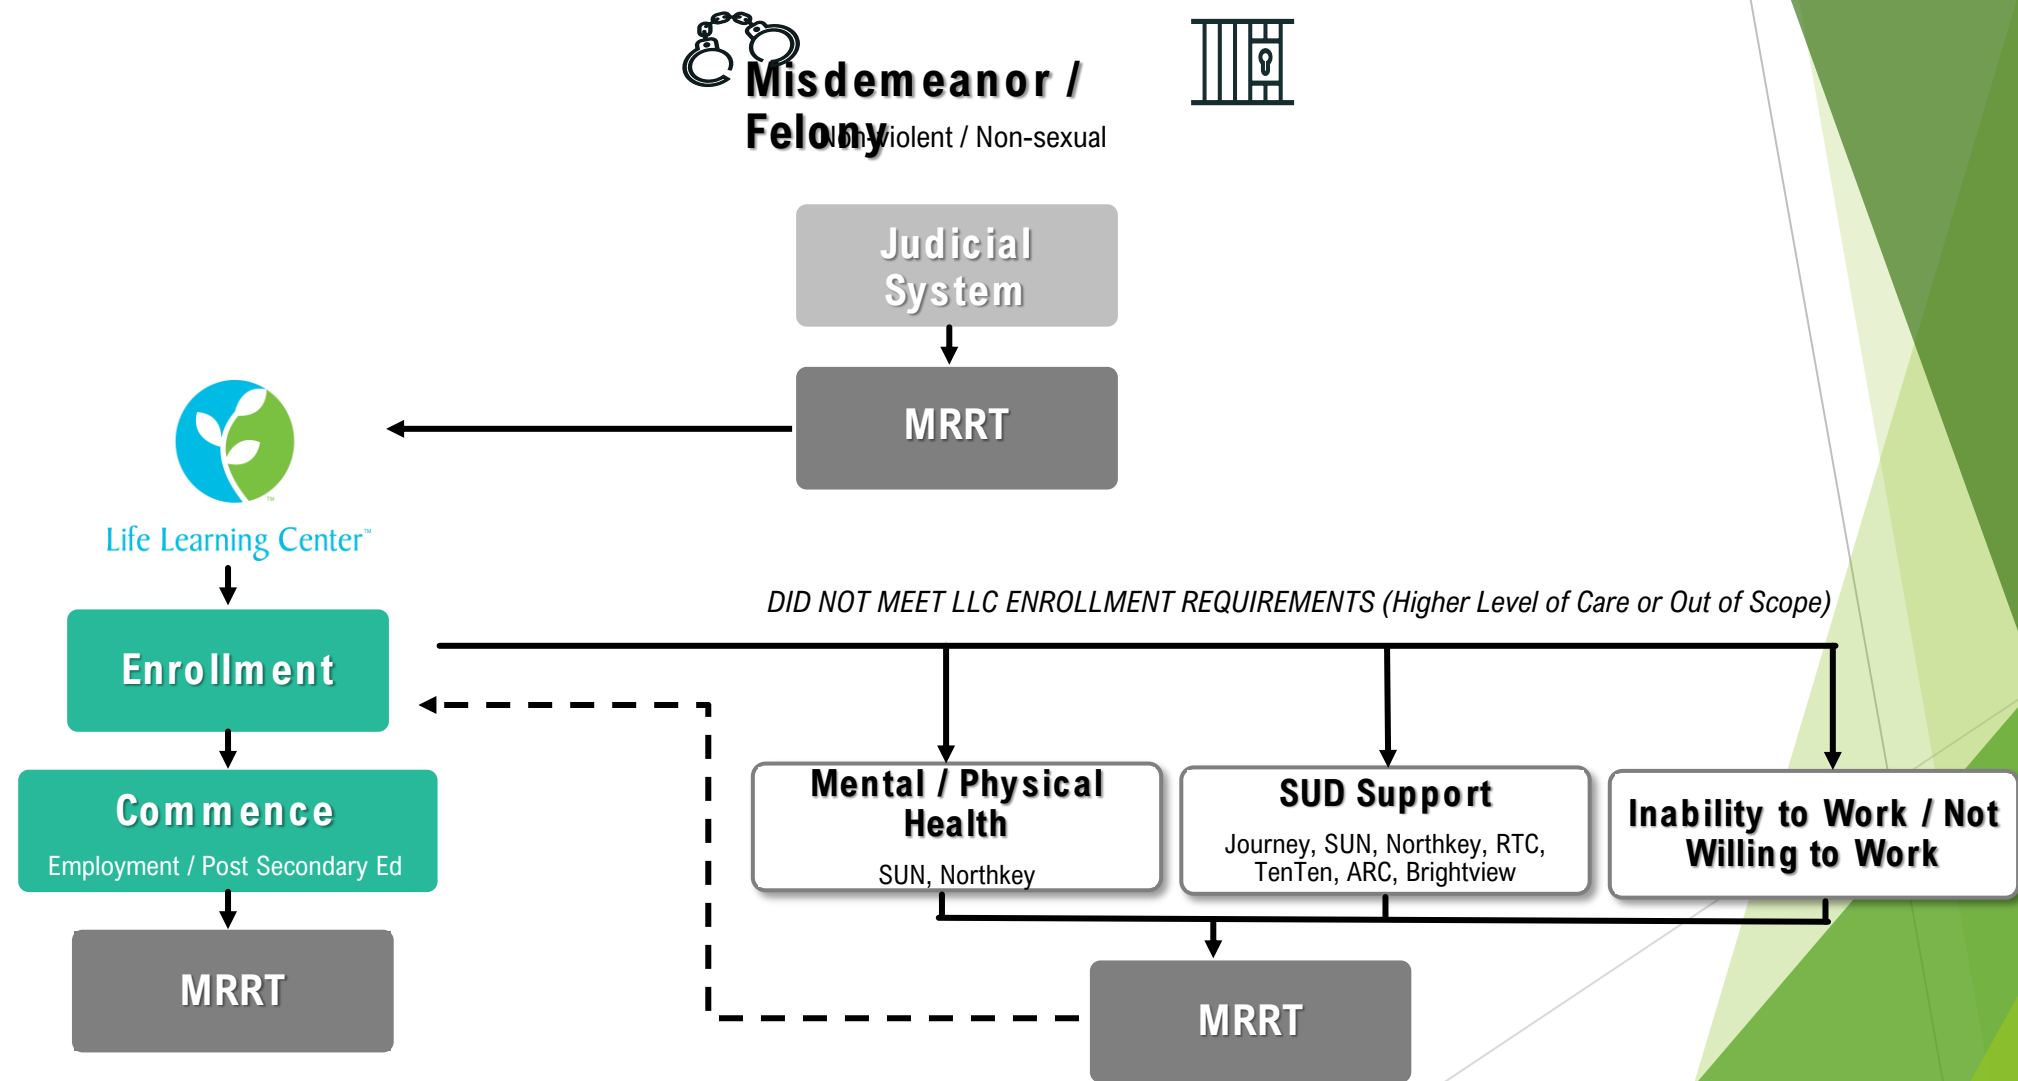 Misdemeanor /
Felony
Non-violent / Non-sexual
Judicial
System
MRRT
TM
Life Learning Center™
DID NOT MEET LLC ENROLLMENT REQUIREMENTS (Higher Level of Care or Out of Scope)
Enrollment
Commence
Employment / Post Secondary Ed
MRRT
Mental / Physical
Health
SUN, Northkey
SUD Support
Journey, SUN, Northkey, RTC,
TenTen, ARC, Brightview
Inability to Work / Not
Willing to Work
MRRT